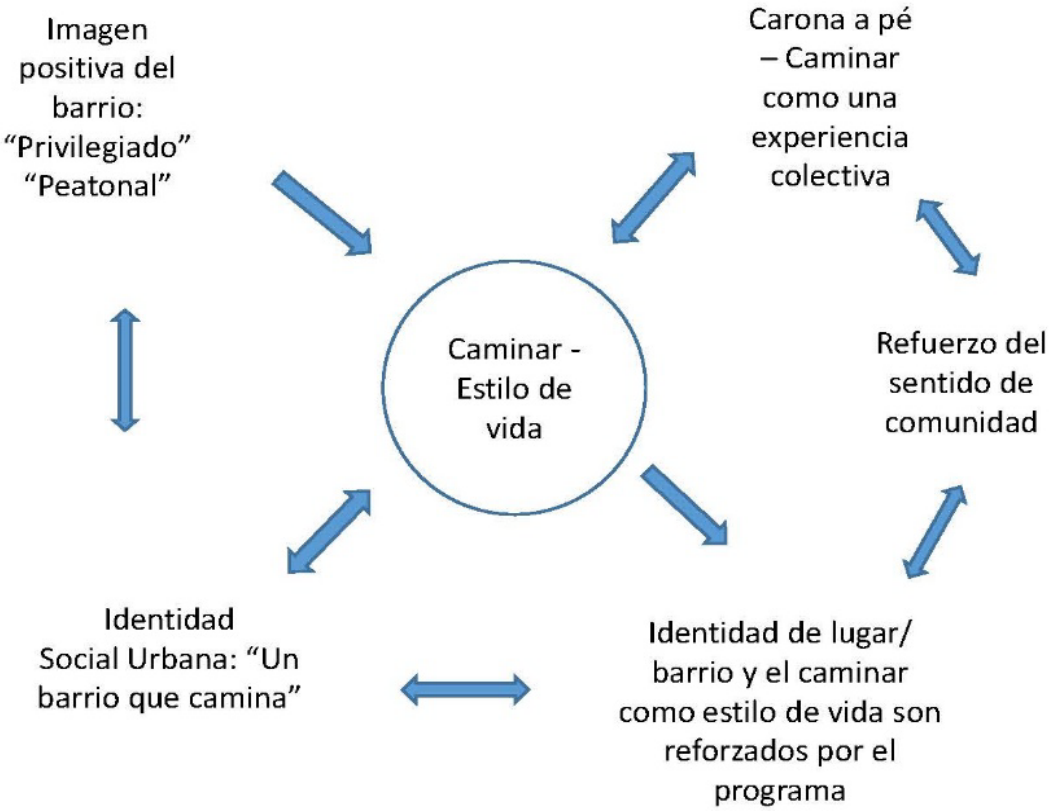 Imagen
positiva del
barrio:
“Privilegiado”
“Peatonal”
Carona a pé
– Caminar
como una
experiencia
colectiva
Caminar -
Estilo de
vida
Refuerzo del
sentido de
comunidad
Identidad
Social Urbana: “Un
barrio que camina”
Identidad de lugar/
barrio y el caminar
como estilo de vida son
reforzados por el
programa